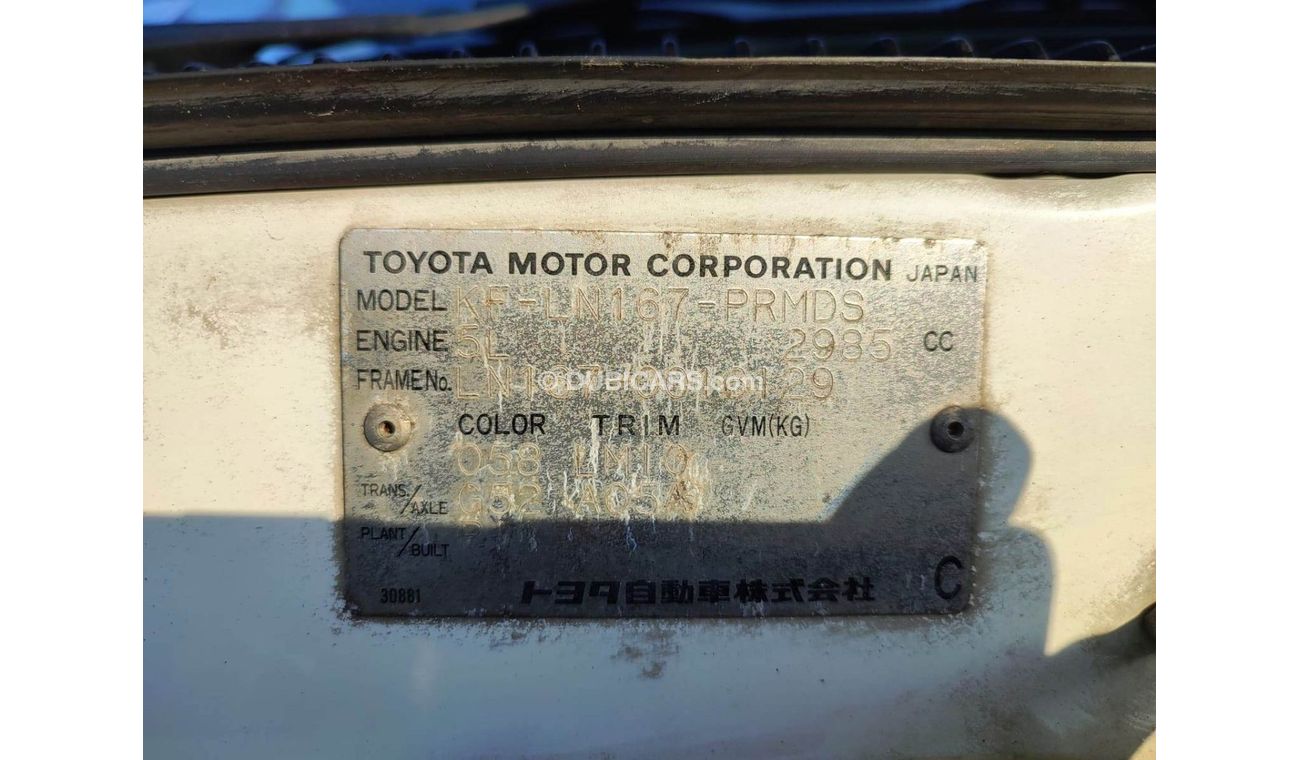 TOYOTA MOTOR CORPORATION JAPAN
MODEL KF-LN167-PRMDS
ENGINE 5L 2985 CC
FRAME No.
© DUBICARS.com
COLOR TRIM GVM(KG)
058 LM10
TRANS./AXLE G52 A05A
PLANT/BUILT
30881 トヨタ自動車株式会社 C